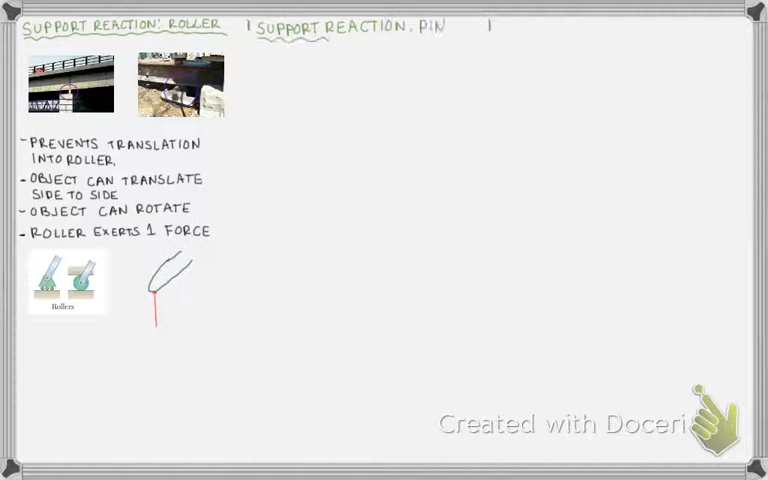 SUPPORT REACTION: ROLLER
SUPPORT REACTION. PIN
- PREVENTS TRANSLATION
INTO ROLLER.
- OBJECT CAN TRANSLATE
SIDE TO SIDE
- OBJECT CAN ROTATE
- ROLLER EXERTS 1 FORCE
Rollers
Created with Doceri